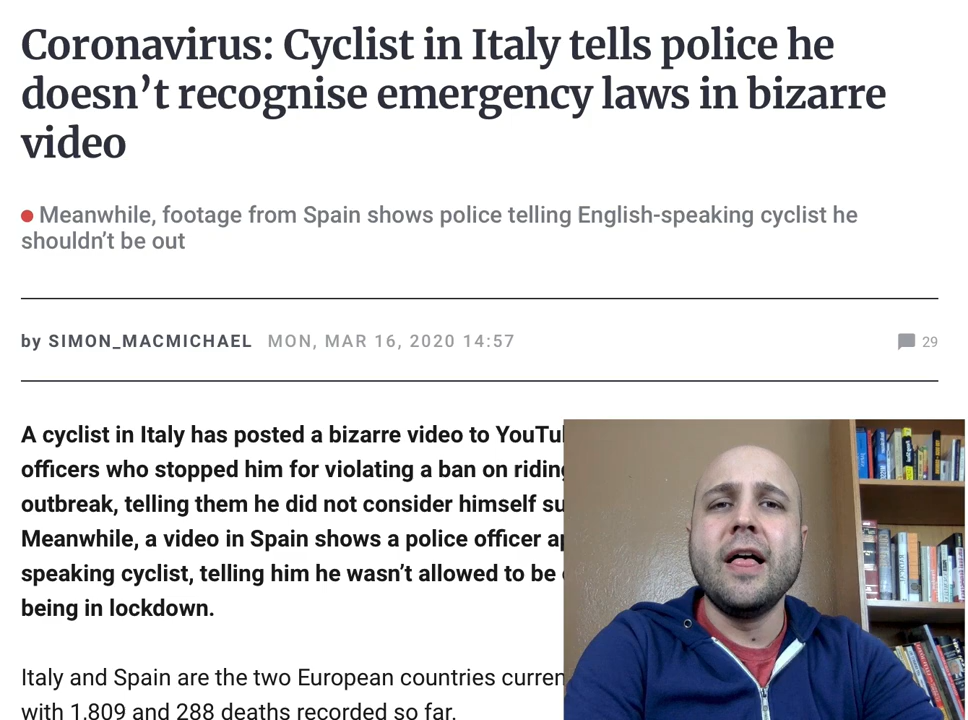 Coronavirus: Cyclist in Italy tells police he
doesn’t recognise emergency laws in bizarre
video
Meanwhile, footage from Spain shows police telling English-speaking cyclist he
shouldn’t be out
by SIMON_MACMICHAEL MON, MAR 16, 2020 14:57
29
A cyclist in Italy has posted a bizarre video to
officers who stopped him for violating a ban on
outbreak, telling them he did not consider himself
Meanwhile, a video in Spain shows a police officer
speaking cyclist, telling him he wasn’t allowed to be
being in lockdown.
Italy and Spain are the two European countries
with 1,809 and 288 deaths recorded so far.